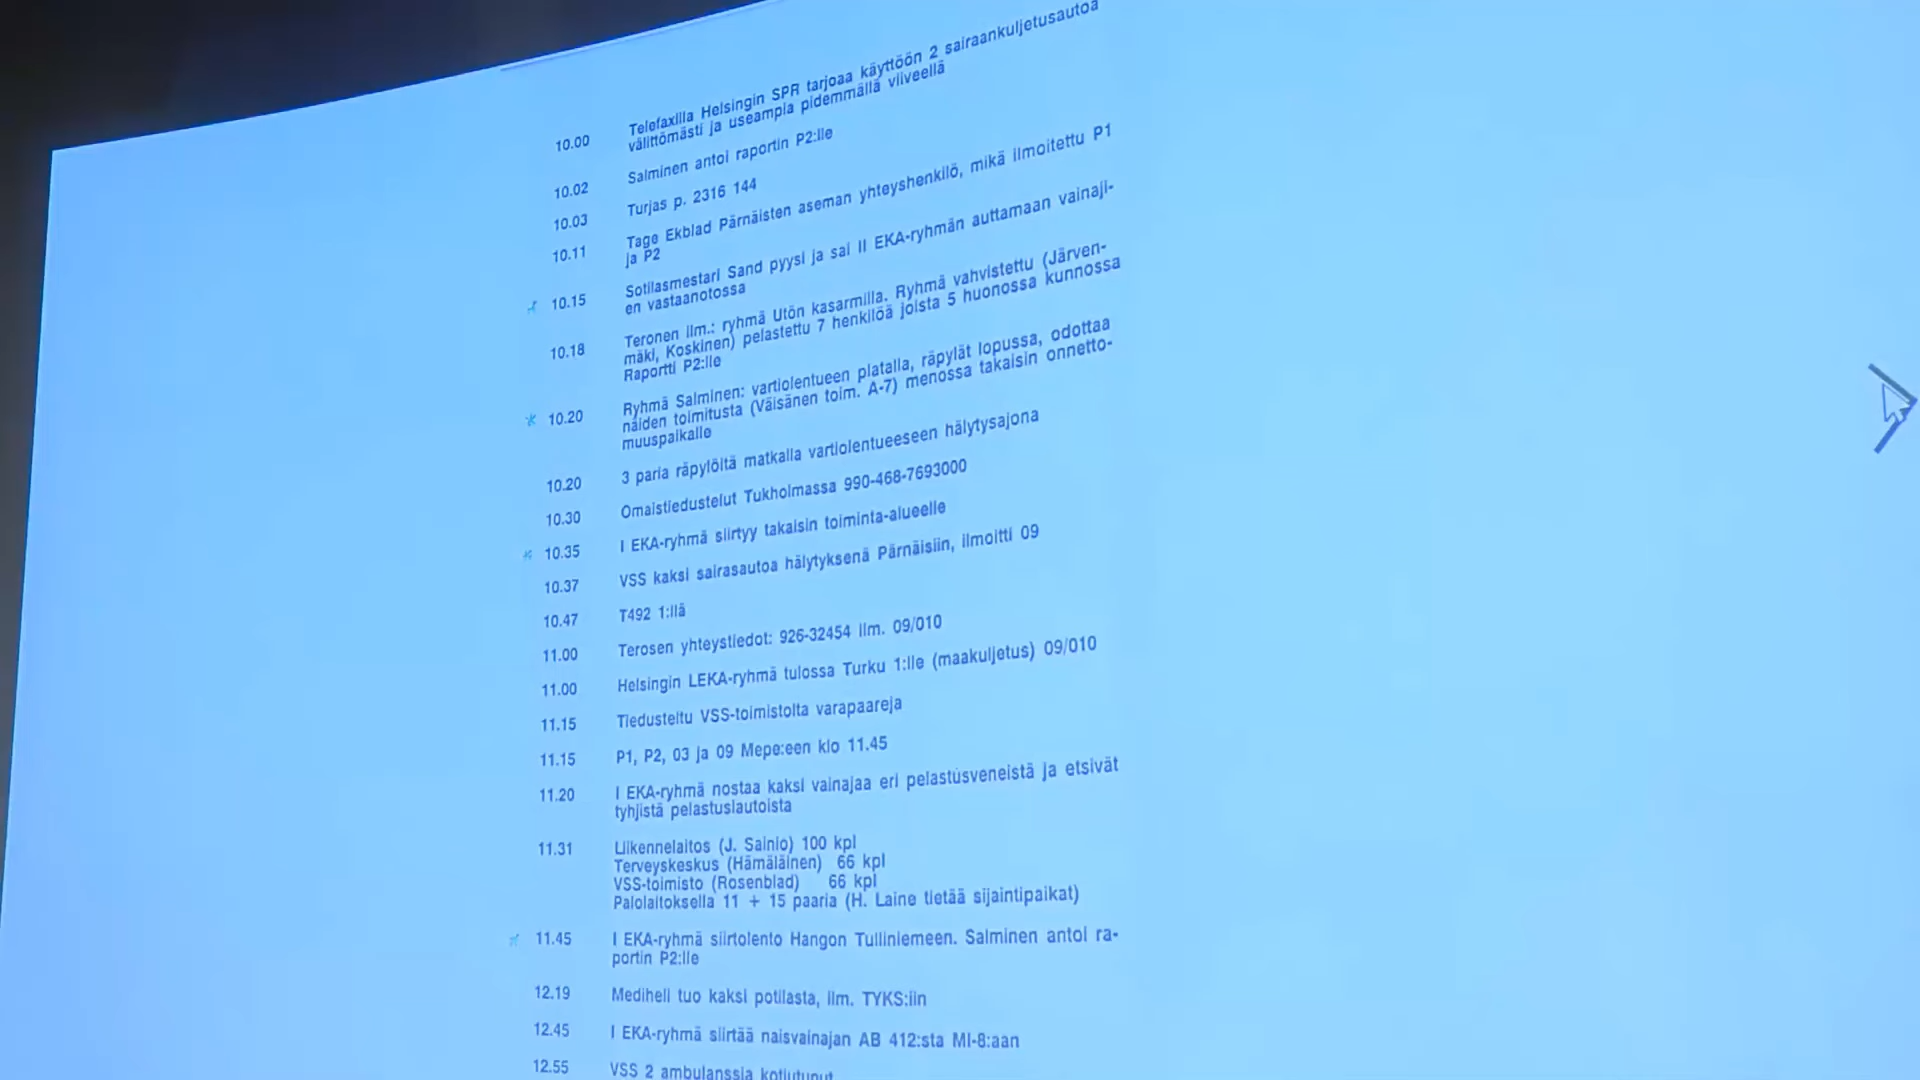 10.00 Telefaxilla Helsingin SPR tarjoaa käyttöön 2 sairaankuljetusautoa
välittömästi ja useampia pidemmällä viiveellä
10.02 Salminen antoi raportin P2:lle
10.03 Turjas p. 2316 144
10.11 Tage Ekblad Pärnäisten aseman yhteyshenkilö, mikä ilmoitettu P1
ja P2
10.15 Sotilasmestari Sand pyysi ja sai II EKA-ryhmän auttamaan vainaji-
en vastaanotossa
10.18 Teronen ilm.: ryhmä Utön kasarmilla. Ryhmä vahvistettu (Järven-
mäki, Koskinen) pelastettu 7 henkilöä joista 5 huonossa kunnossa
Raportti P2:lle
10.20 Ryhmä Salminen: vartiolentueen platalla, räpylät lopussa, odottaa
näiden toimitusta (Väisänen toim. A-7) menossa takaisin onnetto-
muuspaikalle
10.20 3 paria räpylöitä matkalla vartiolentueeseen hälytysajona
10.30 Omaistiedustelut Tukholmassa 990-468-7693000
10.35 I EKA-ryhmä siirtyy takaisin toiminta-alueelle
10.37 VSS kaksi sairasautoa hälytyksenä Pärnäisiin, ilmoitti 09
10.47 T492 1:llä
11.00 Terosen yhteystiedot: 926-32454 ilm. 09/010
11.00 Helsingin LEKA-ryhmä tulossa Turku 1:lle (maakuljetus) 09/010
11.15 Tiedusteltu VSS-toimistolta varapaareja
11.15 P1, P2, 03 ja 09 Mepe:een klo 11.45
11.20 I EKA-ryhmä nostaa kaksi vainajaa eri pelastusveneistä ja etsivät
tyhjistä pelastuslautoista
11.31 Liikennelaitos (J. Sainio) 100 kpl
Terveyskeskus (Hämäläinen) 66 kpl
VSS-toimisto (Rosenblad) 66 kpl
Palolaitoksella 11 + 15 paaria (H. Laine tietää sijaintipaikat)
11.45 I EKA-ryhmä siirtolento Hangon Tulliniemeen. Salminen antoi ra-
portin P2:lle
12.19 Mediheli tuo kaksi potilasta, ilm. TYKS:iin
12.45 I EKA-ryhmä siirtää naisvainajan AB 412:sta MI-8:aan
12.55 VSS 2 ambulanssia kotiutunut